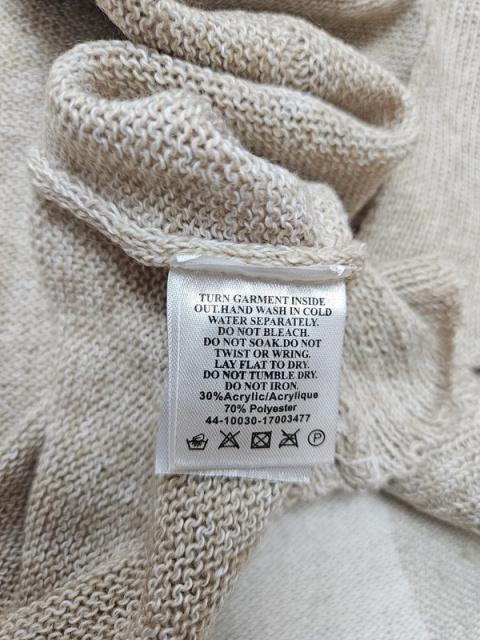 TURN GARMENT INSIDE
OUT.HAND WASH IN COLD
WATER SEPARATELY.
DO NOT BLEACH.
DO NOT SOAK.DO NOT
TWIST OR WRING.
LAY FLAT TO DRY.
DO NOT TUMBLE DRY.
DO NOT IRON.
30%Acrylic/Acrylique
70% Polyester
44-10030-17003477
P